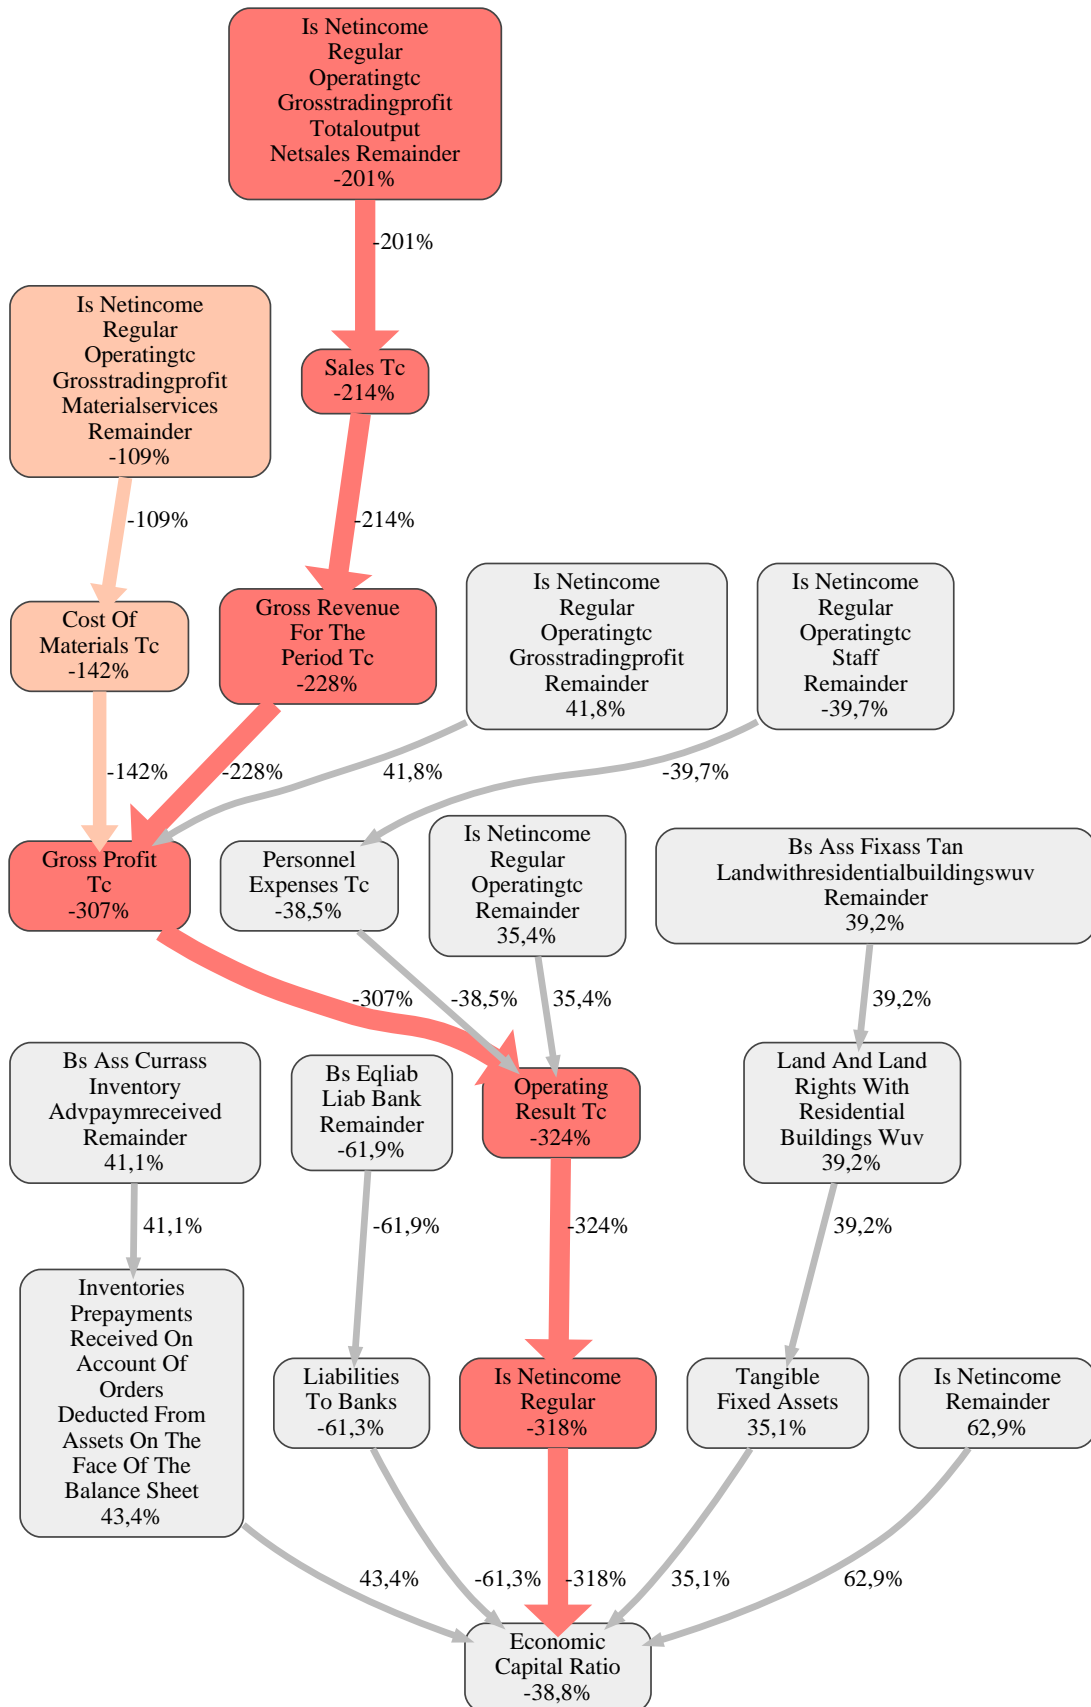 Is Netincome
Regular
Operatingtc
Grosstradingprofit
Totaloutput
Netsales Remainder
-201%
-201%
Is Netincome
Regular
Operatingtc
Grosstradingprofit
Materialservices
Remainder
-109%
Sales Tc
-214%
-109%
-214%
Cost Of
Materials Tc
-142%
Gross Revenue
For The
Period Tc
-228%
Is Netincome
Regular
Operatingtc
Grosstradingprofit
Remainder
41,8%
Is Netincome
Regular
Operatingtc
Staff
Remainder
-39,7%
-142%
-228%
41,8%
-39,7%
Gross Profit
Tc
-307%
Personnel
Expenses Tc
-38,5%
Is Netincome
Regular
Operatingtc
Remainder
35,4%
Bs Ass Fixass Tan
Landwithresidentialbuildingswuv
Remainder
39,2%
-307%
-38,5%
35,4%
39,2%
Bs Ass Currass
Inventory
Advpaymreceived
Remainder
41,1%
Bs Eqliab
Liab Bank
Remainder
-61,9%
Operating
Result Tc
-324%
Land And Land
Rights With
Residential
Buildings Wuv
39,2%
41,1%
-61,9%
-324%
39,2%
Inventories
Prepayments
Received On
Account Of
Orders
Deducted From
Assets On The
Face Of The
Balance Sheet
43,4%
Liabilities
To Banks
-61,3%
Is Netincome
Regular
-318%
Tangible
Fixed Assets
35,1%
Is Netincome
Remainder
62,9%
43,4%
-61,3%
-318%
35,1%
62,9%
Economic
Capital Ratio
-38,8%